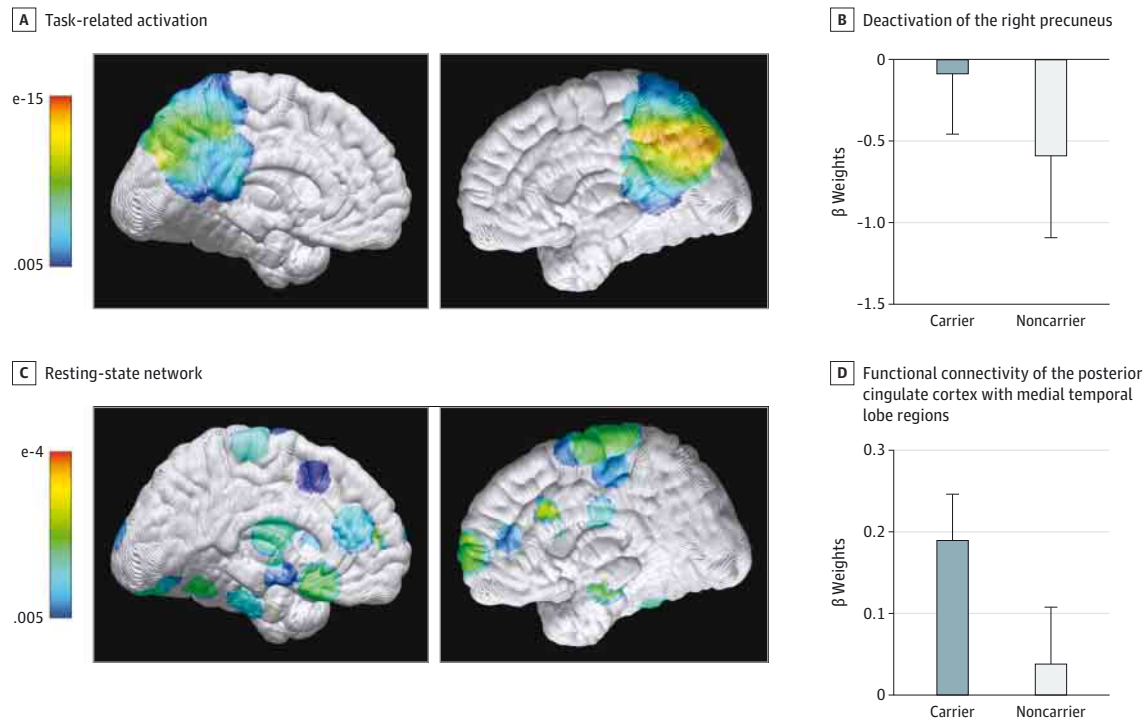 A Task-related activation
e-15
.005
B Deactivation of the right precuneus
0
-0.5
-1.0
-1.5
β Weights
Carrier Noncarrier
C Resting-state network
e-4
.005
D Functional connectivity of the posterior
cingulate cortex with medial temporal
lobe regions
0.3
0.2
0.1
0
β Weights
Carrier Noncarrier